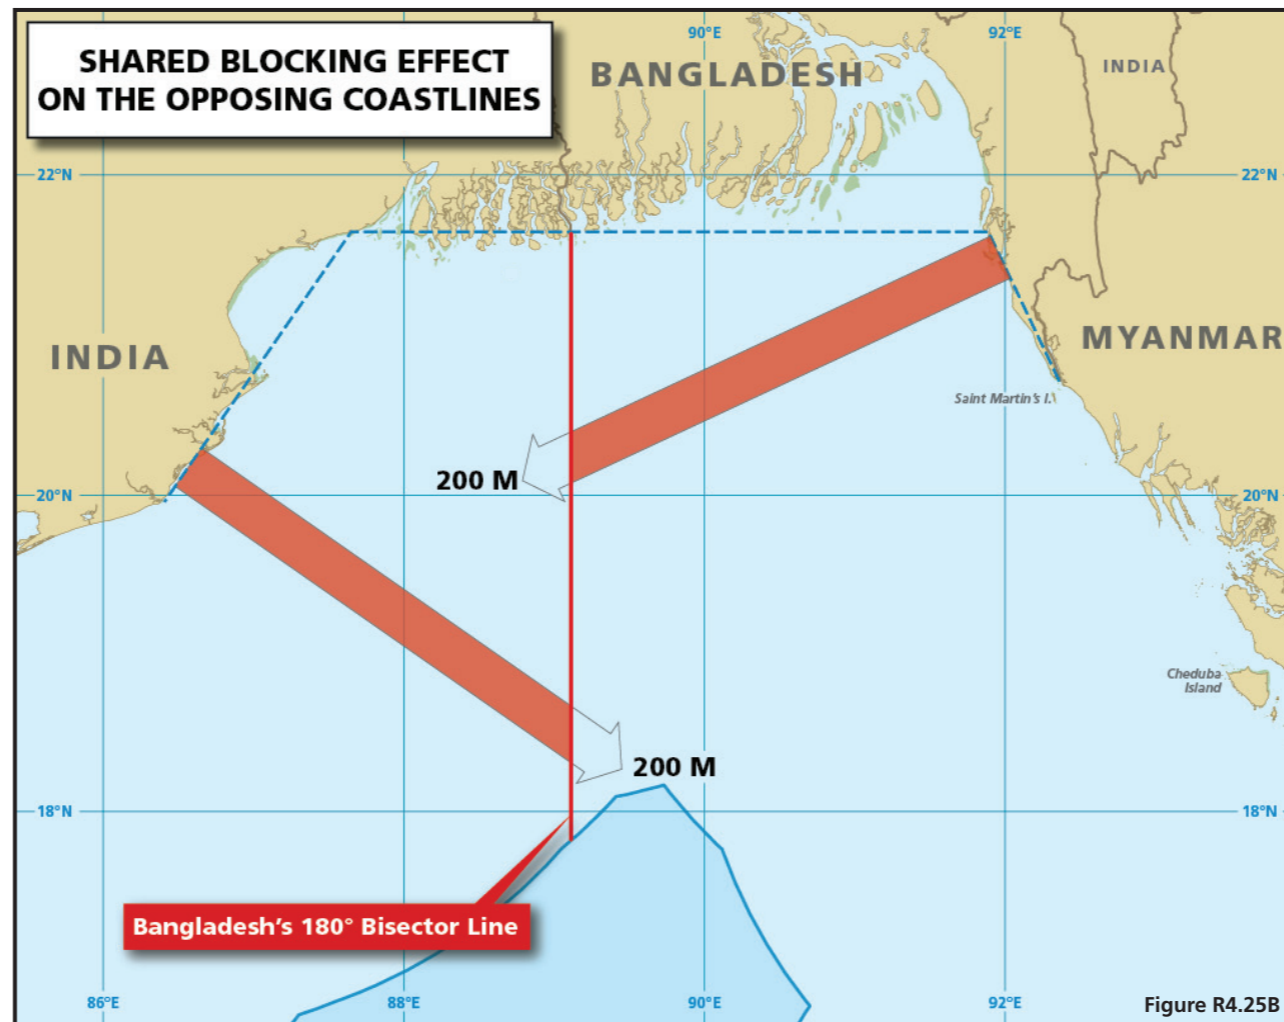 SHARED BLOCKING EFFECT
ON THE OPPOSING COASTLINES
90°E
92°E
BANGLADESH
INDIA
22°N
22°N
INDIA
MYANMAR
Saint Martin's I.
200 M
20°N
20°N
Cheduba
Island
200 M
18°N
18°N
Bangladesh's 180° Bisector Line
86°E
88°E
90°E
92°E
Figure R4.25B